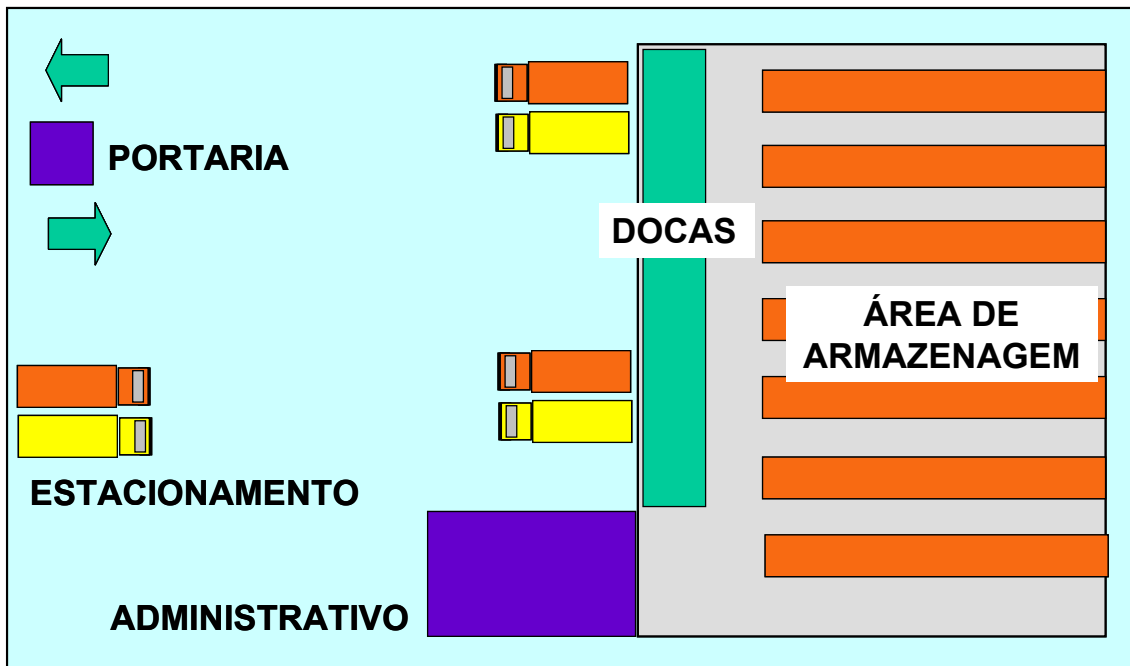 PORTARIA
DOCAS
ÁREA DE
ARMAZENAGEM
ESTACIONAMENTO
ADMINISTRATIVO